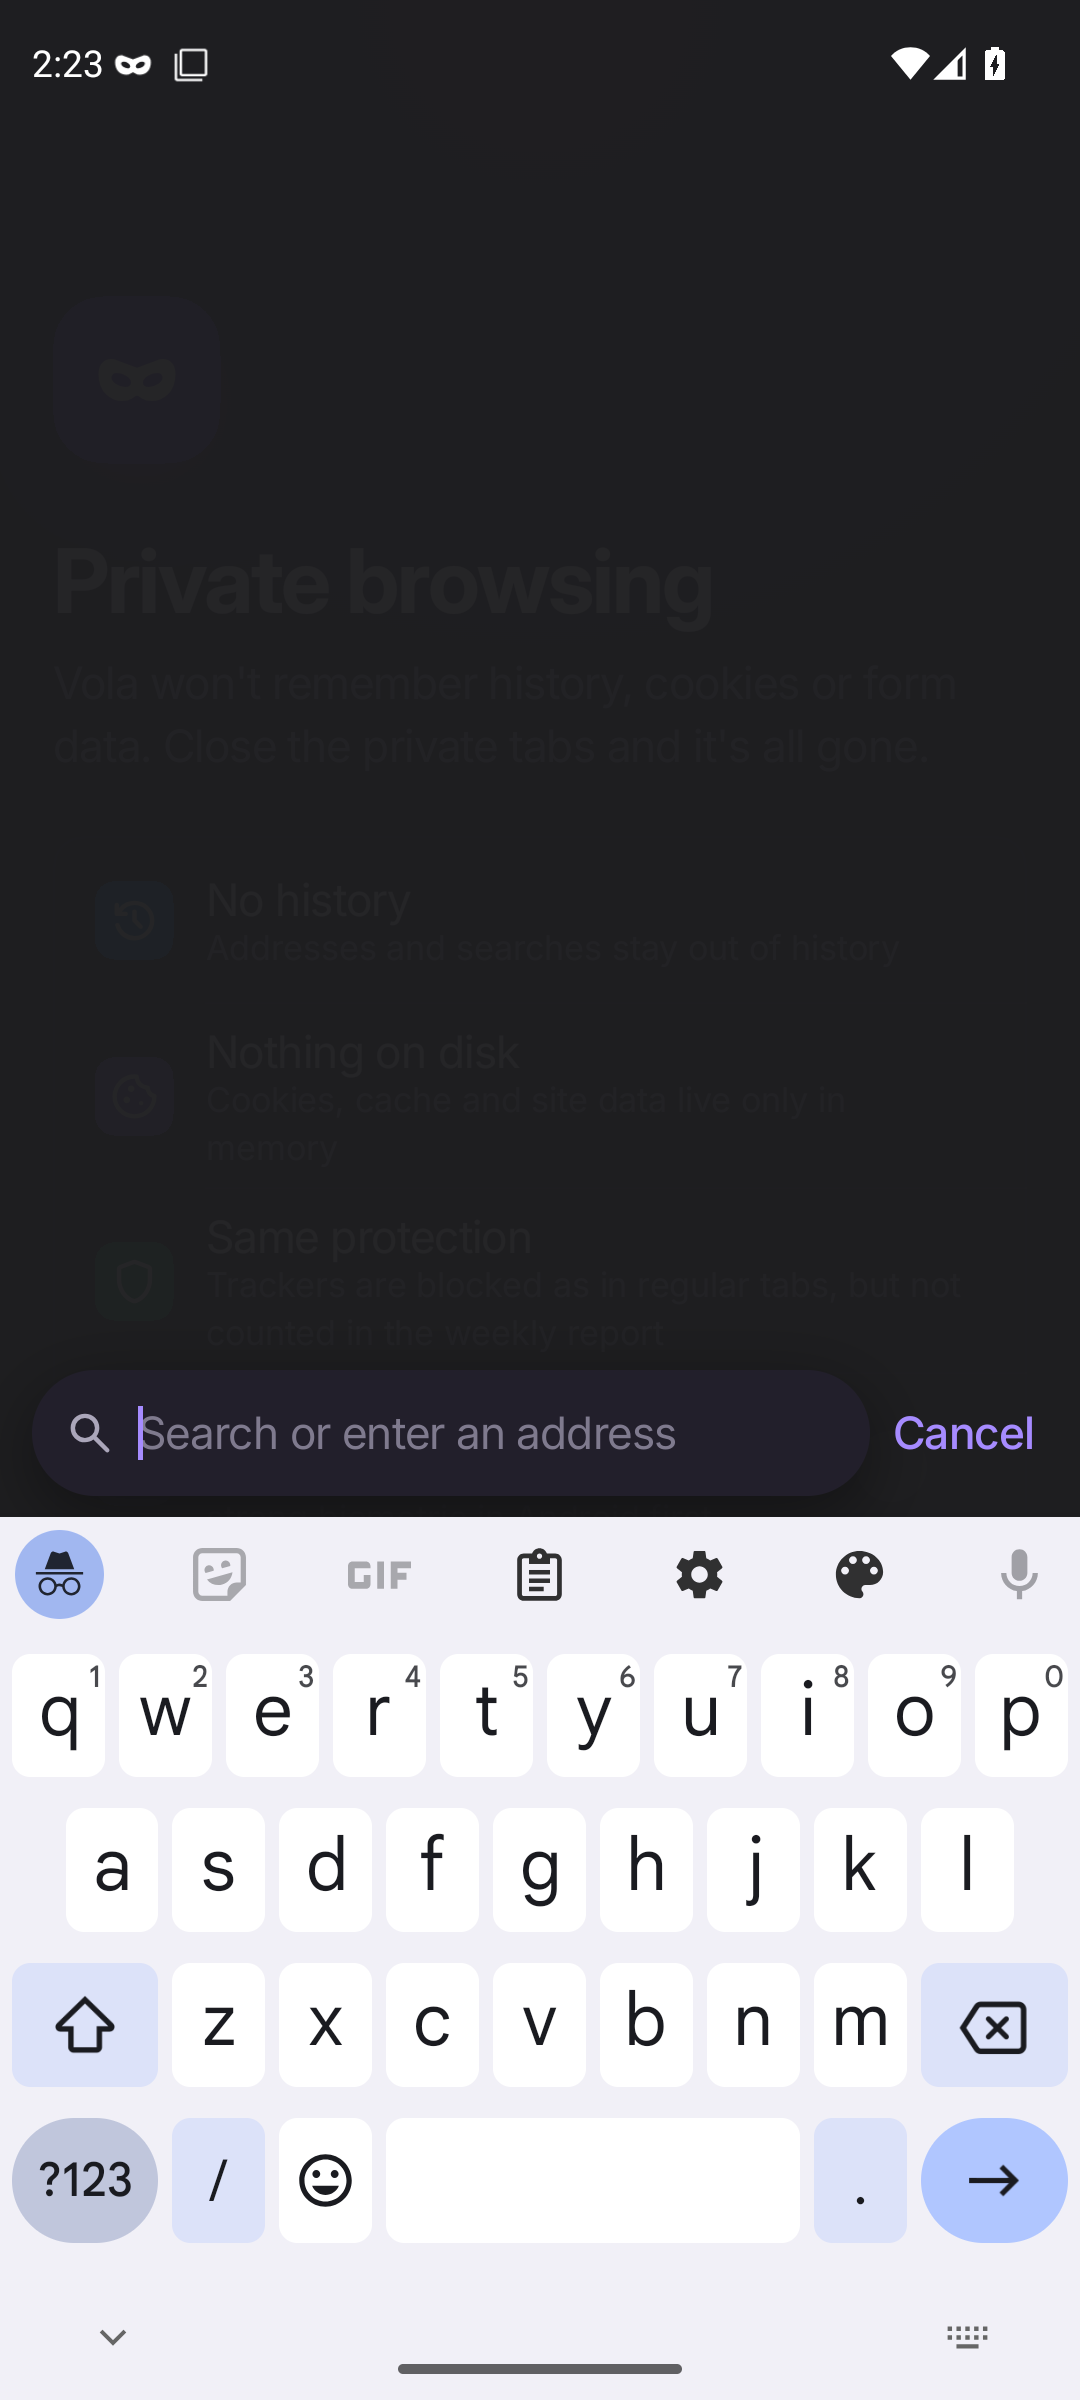 2:23
Private browsing
Vola won't remember history, cookies or form
data. Close the private tabs and it's all gone.
No history
Addresses and searches stay out of history
Nothing on disk
Cookies, cache and site data live only in
memory
Same protection
Trackers are blocked as in regular tabs, but not
counted in the weekly report
Search or enter an address
Cancel
GIF
q 1 w 2 e 3 r 4 t 5 y 6 u 7 i 8 o 9 p 0
a s d f g h j k l
z x c v b n m
?123 / .